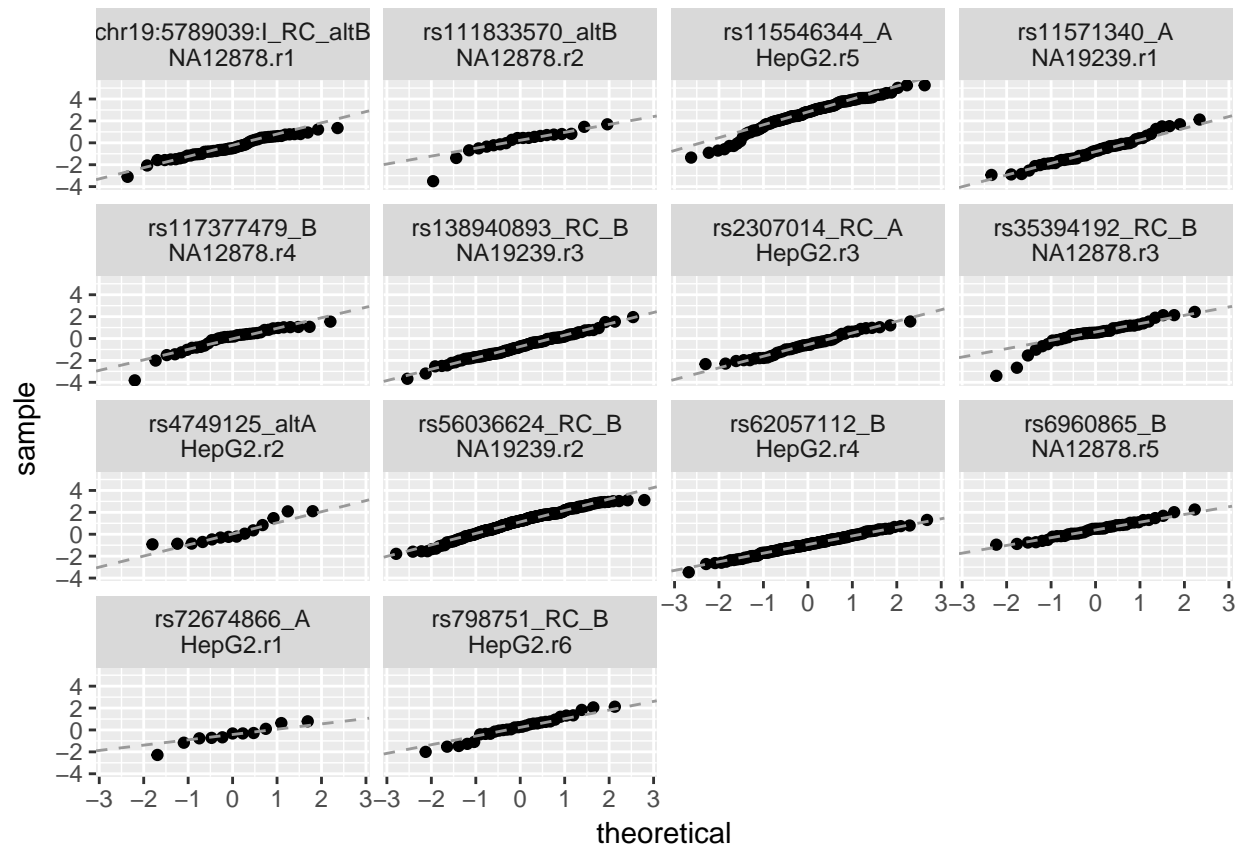 chr19:5789039:I_RC_altB
NA12878.r1
rs111833570_altB
NA12878.r2
rs115546344_A
HepG2.r5
rs11571340_A
NA19239.r1
4
2
0
−2
−4
rs117377479_B
NA12878.r4
rs138940893_RC_B
NA19239.r3
rs2307014_RC_A
HepG2.r3
rs35394192_RC_B
NA12878.r3
4
2
0
−2
−4
sample
rs4749125_altA
HepG2.r2
rs56036624_RC_B
NA19239.r2
rs62057112_B
HepG2.r4
rs6960865_B
NA12878.r5
4
2
0
−2
−4
−3 −2 −1 0 1 2 3
−3 −2 −1 0 1 2 3
rs72674866_A
HepG2.r1
rs798751_RC_B
HepG2.r6
4
2
0
−2
−4
−3 −2 −1 0 1 2 3
−3 −2 −1 0 1 2 3
theoretical